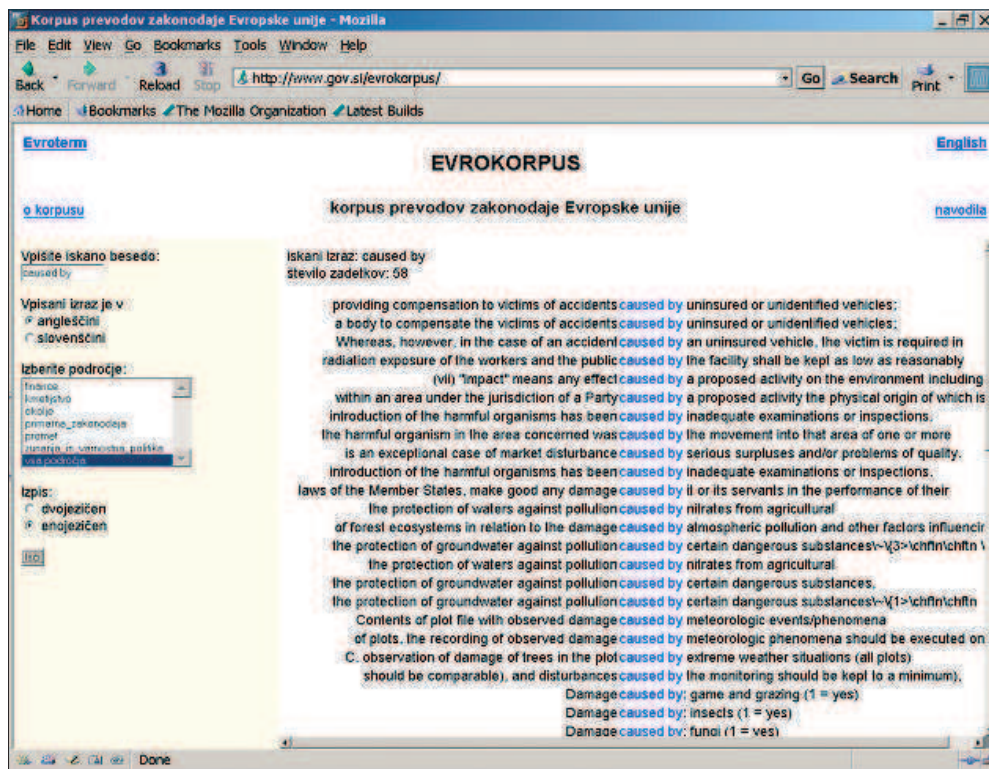 Korpus prevodov zakonodaje Evropske unije - Mozilla
File Edit View Go Bookmarks Tools Window Help
Back Forward Reload Stop http://www.gov.si/evrokorpus/ Go Search Print
Home Bookmarks The Mozilla Organization Latest Builds
Evroterm
English
EVROKORPUS
o korpusu
korpus prevodov zakonodaje Evropske unije
navodila
Vpišite iskano besedo:
caused by
Vpisani izraz je v
angleščini
slovenščini
Izberite področje:
finance
kmetijstvo
okolje
primarna_zakonodaja
promet
zunanja_in_varnostna_politika
vsa področja
Izpis:
dvojezičen
enojezičen
Išči
iskani izraz: caused by
število zadetkov: 58
providing compensation to victims of accidents caused by uninsured or unidentified vehicles;
a body to compensate the victims of accidents caused by uninsured or unidentified vehicles;
Whereas, however, in the case of an accident caused by an uninsured vehicle, the victim is required in
radiation exposure of the workers and the public caused by the facility shall be kept as low as reasonably
(vii) "Impact" means any effect caused by a proposed activity on the environment including
within an area under the jurisdiction of a Party caused by a proposed activity the physical origin of which is
introduction of the harmful organisms has been caused by inadequate examinations or inspections.
the harmful organism in the area concerned was caused by the movement into that area of one or more
is an exceptional case of market disturbance caused by serious surpluses and/or problems of quality.
introduction of the harmful organisms has been caused by inadequate examinations or inspections.
laws of the Member States, make good any damage caused by it or its servants in the performance of their
the protection of waters against pollution caused by nitrates from agricultural
of forest ecosystems in relation to the damage caused by atmospheric pollution and other factors influencin
the protection of groundwater against pollution caused by certain dangerous substances\~\{3>\chftn\chftn \
the protection of waters against pollution caused by nitrates from agricultural
the protection of groundwater against pollution caused by certain dangerous substances,
the protection of groundwater against pollution caused by certain dangerous substances\~\{1>\chftn\chftn
Contents of plot file with observed damage caused by meteorologic events/phenomena
of plots, the recording of observed damage caused by meteorologic phenomena should be executed on
C. observation of damage of trees in the plot caused by extreme weather situations (all plots)
should be comparable), and disturbances caused by the monitoring should be kept to a minimum),
Damage caused by: game and grazing (1 = yes)
Damage caused by: insects (1 = yes)
Damage caused by: fungi (1 = yes)
Done